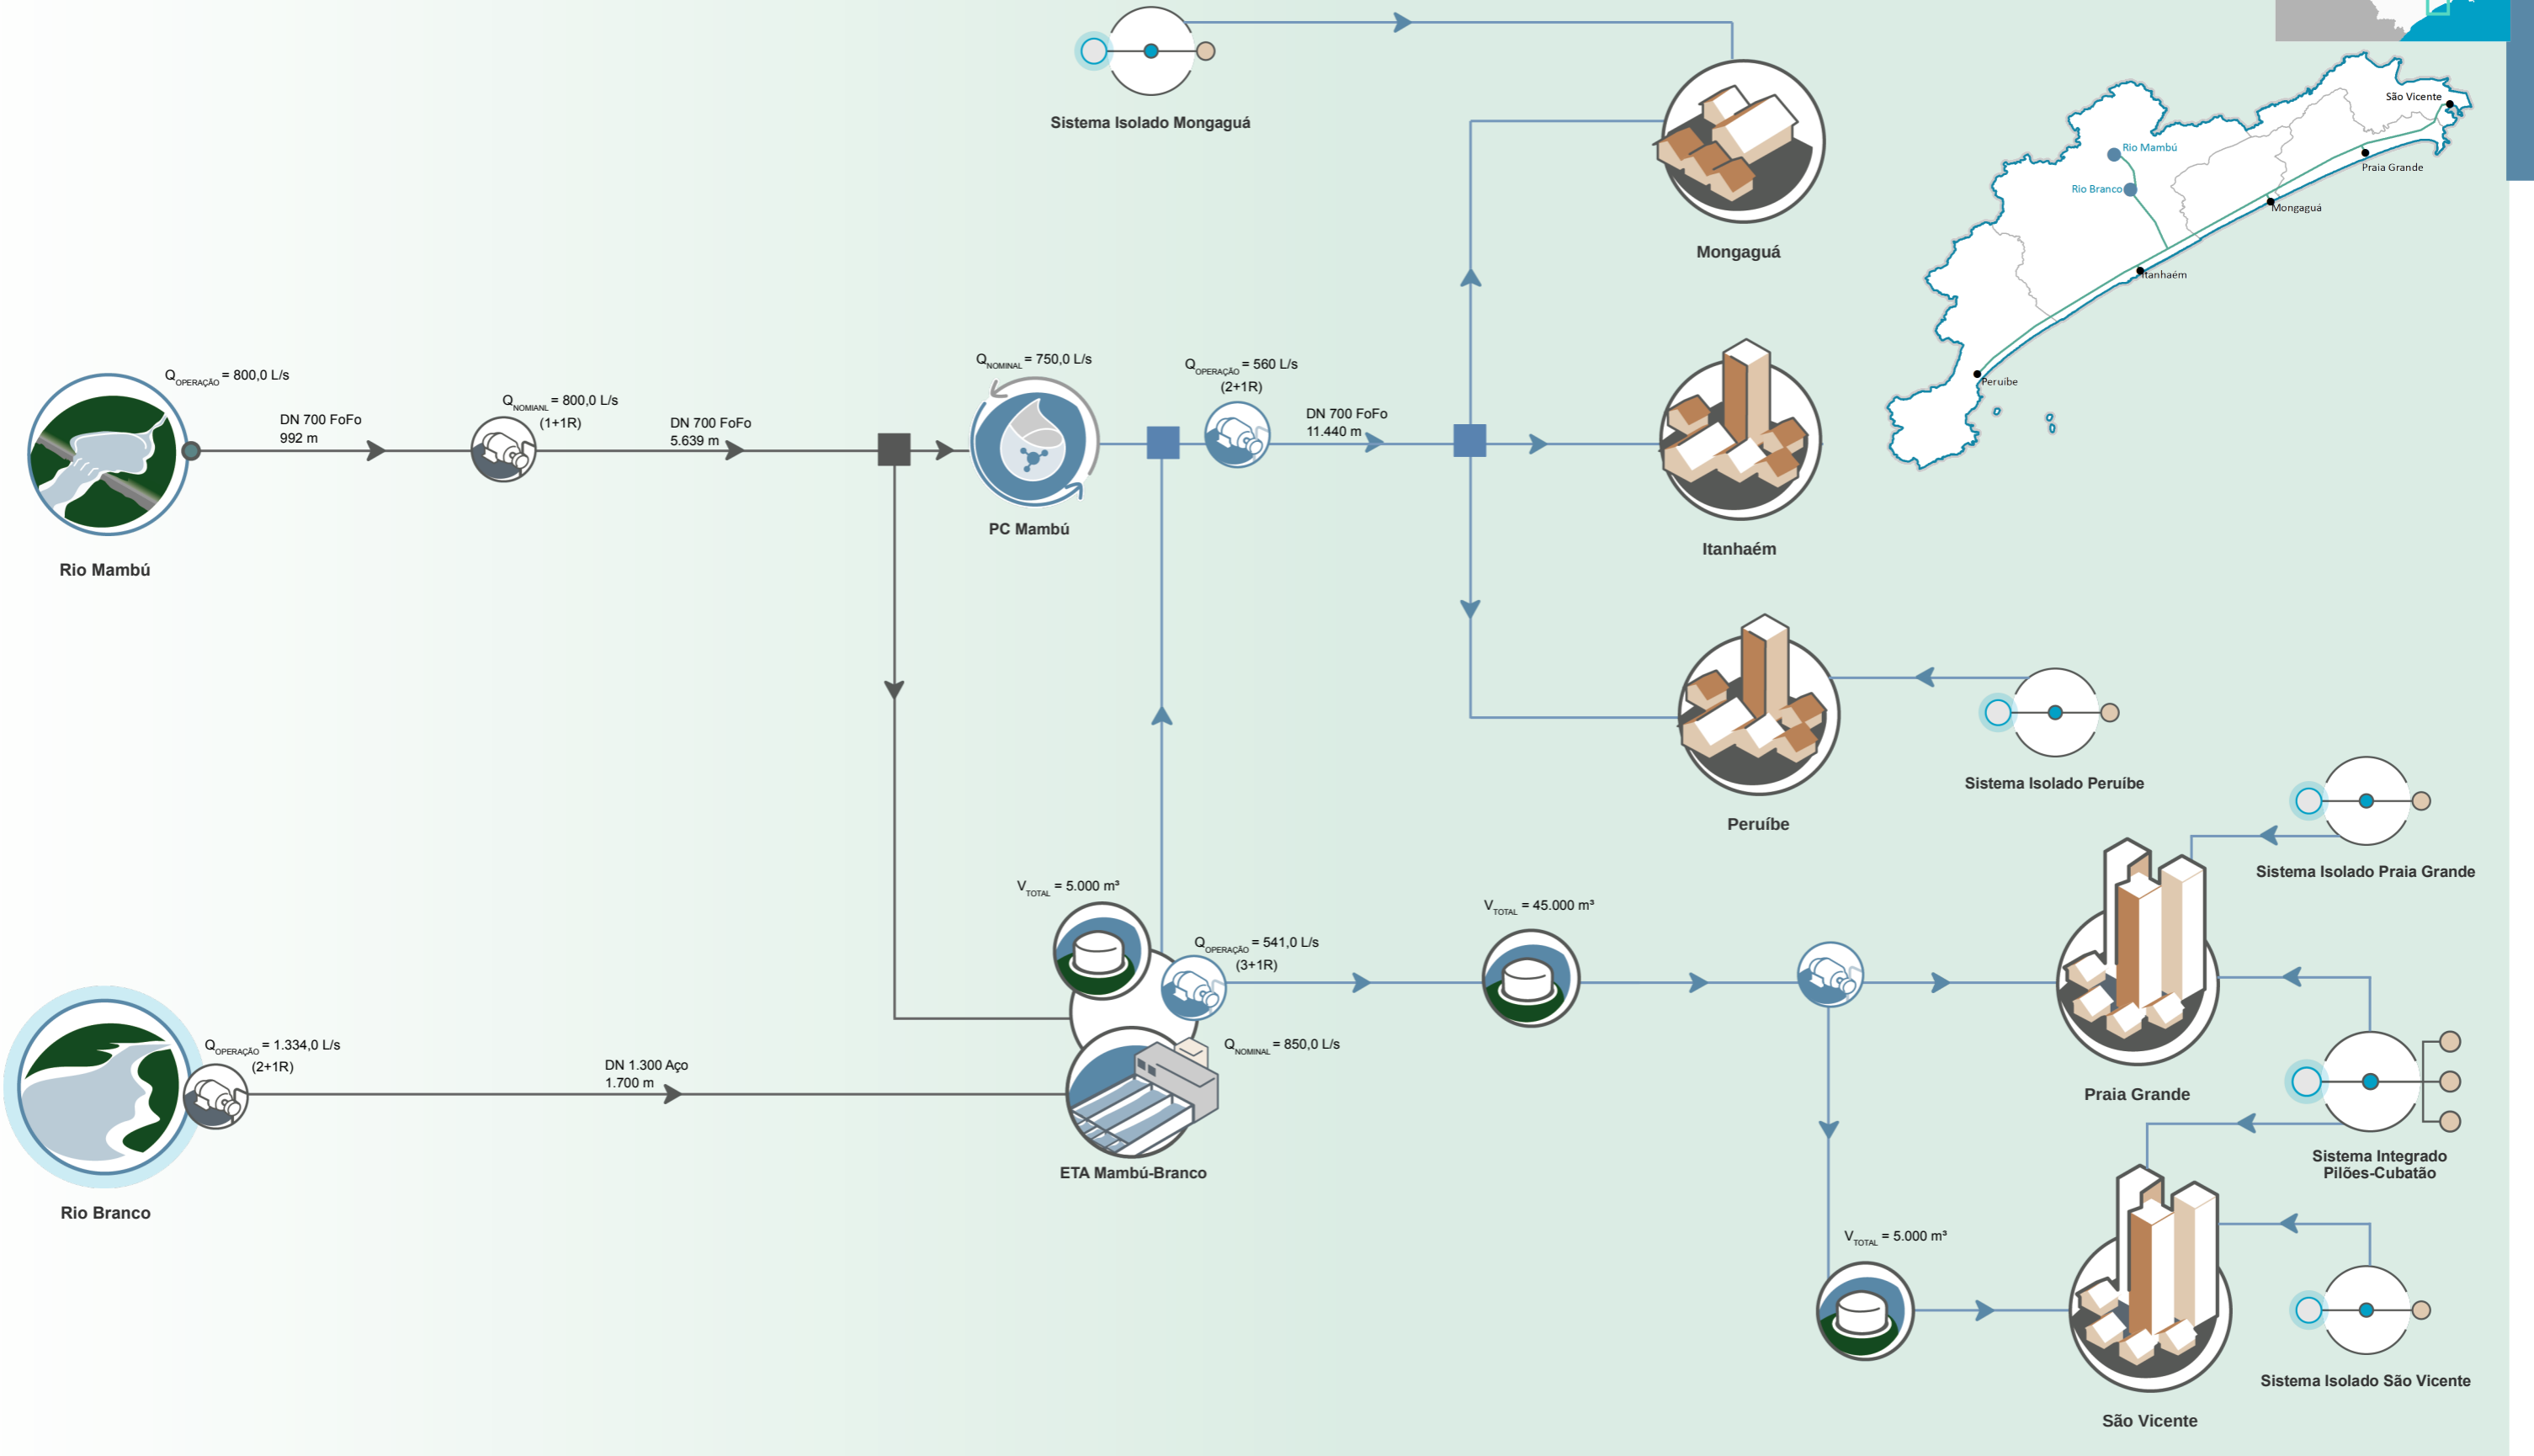 Sistema Isolado Mongaguá
São Vicente
Rio Mambú
Praia Grande
Rio Branco
Mongaguá
Itanhaém
Peruíbe
Mongaguá
QOPERAÇÃO = 800,0 L/s
DN 700 FoFo
992 m
QNOMIANL = 800,0 L/s
(1+1R)
DN 700 FoFo
5.639 m
QNOMINAL = 750,0 L/s
QOPERAÇÃO = 560 L/s
(2+1R)
DN 700 FoFo
11.440 m
Rio Mambú
PC Mambú
Itanhaém
Sistema Isolado Peruíbe
Peruíbe
Sistema Isolado Praia Grande
VTOTAL = 5.000 m³
VTOTAL = 45.000 m³
QOPERAÇÃO = 541,0 L/s
(3+1R)
QOPERAÇÃO = 1.334,0 L/s
(2+1R)
DN 1.300 Aço
1.700 m
QNOMINAL = 850,0 L/s
ETA Mambú-Branco
Rio Branco
Praia Grande
Sistema Integrado
Pilões-Cubatão
VTOTAL = 5.000 m³
Sistema Isolado São Vicente
São Vicente